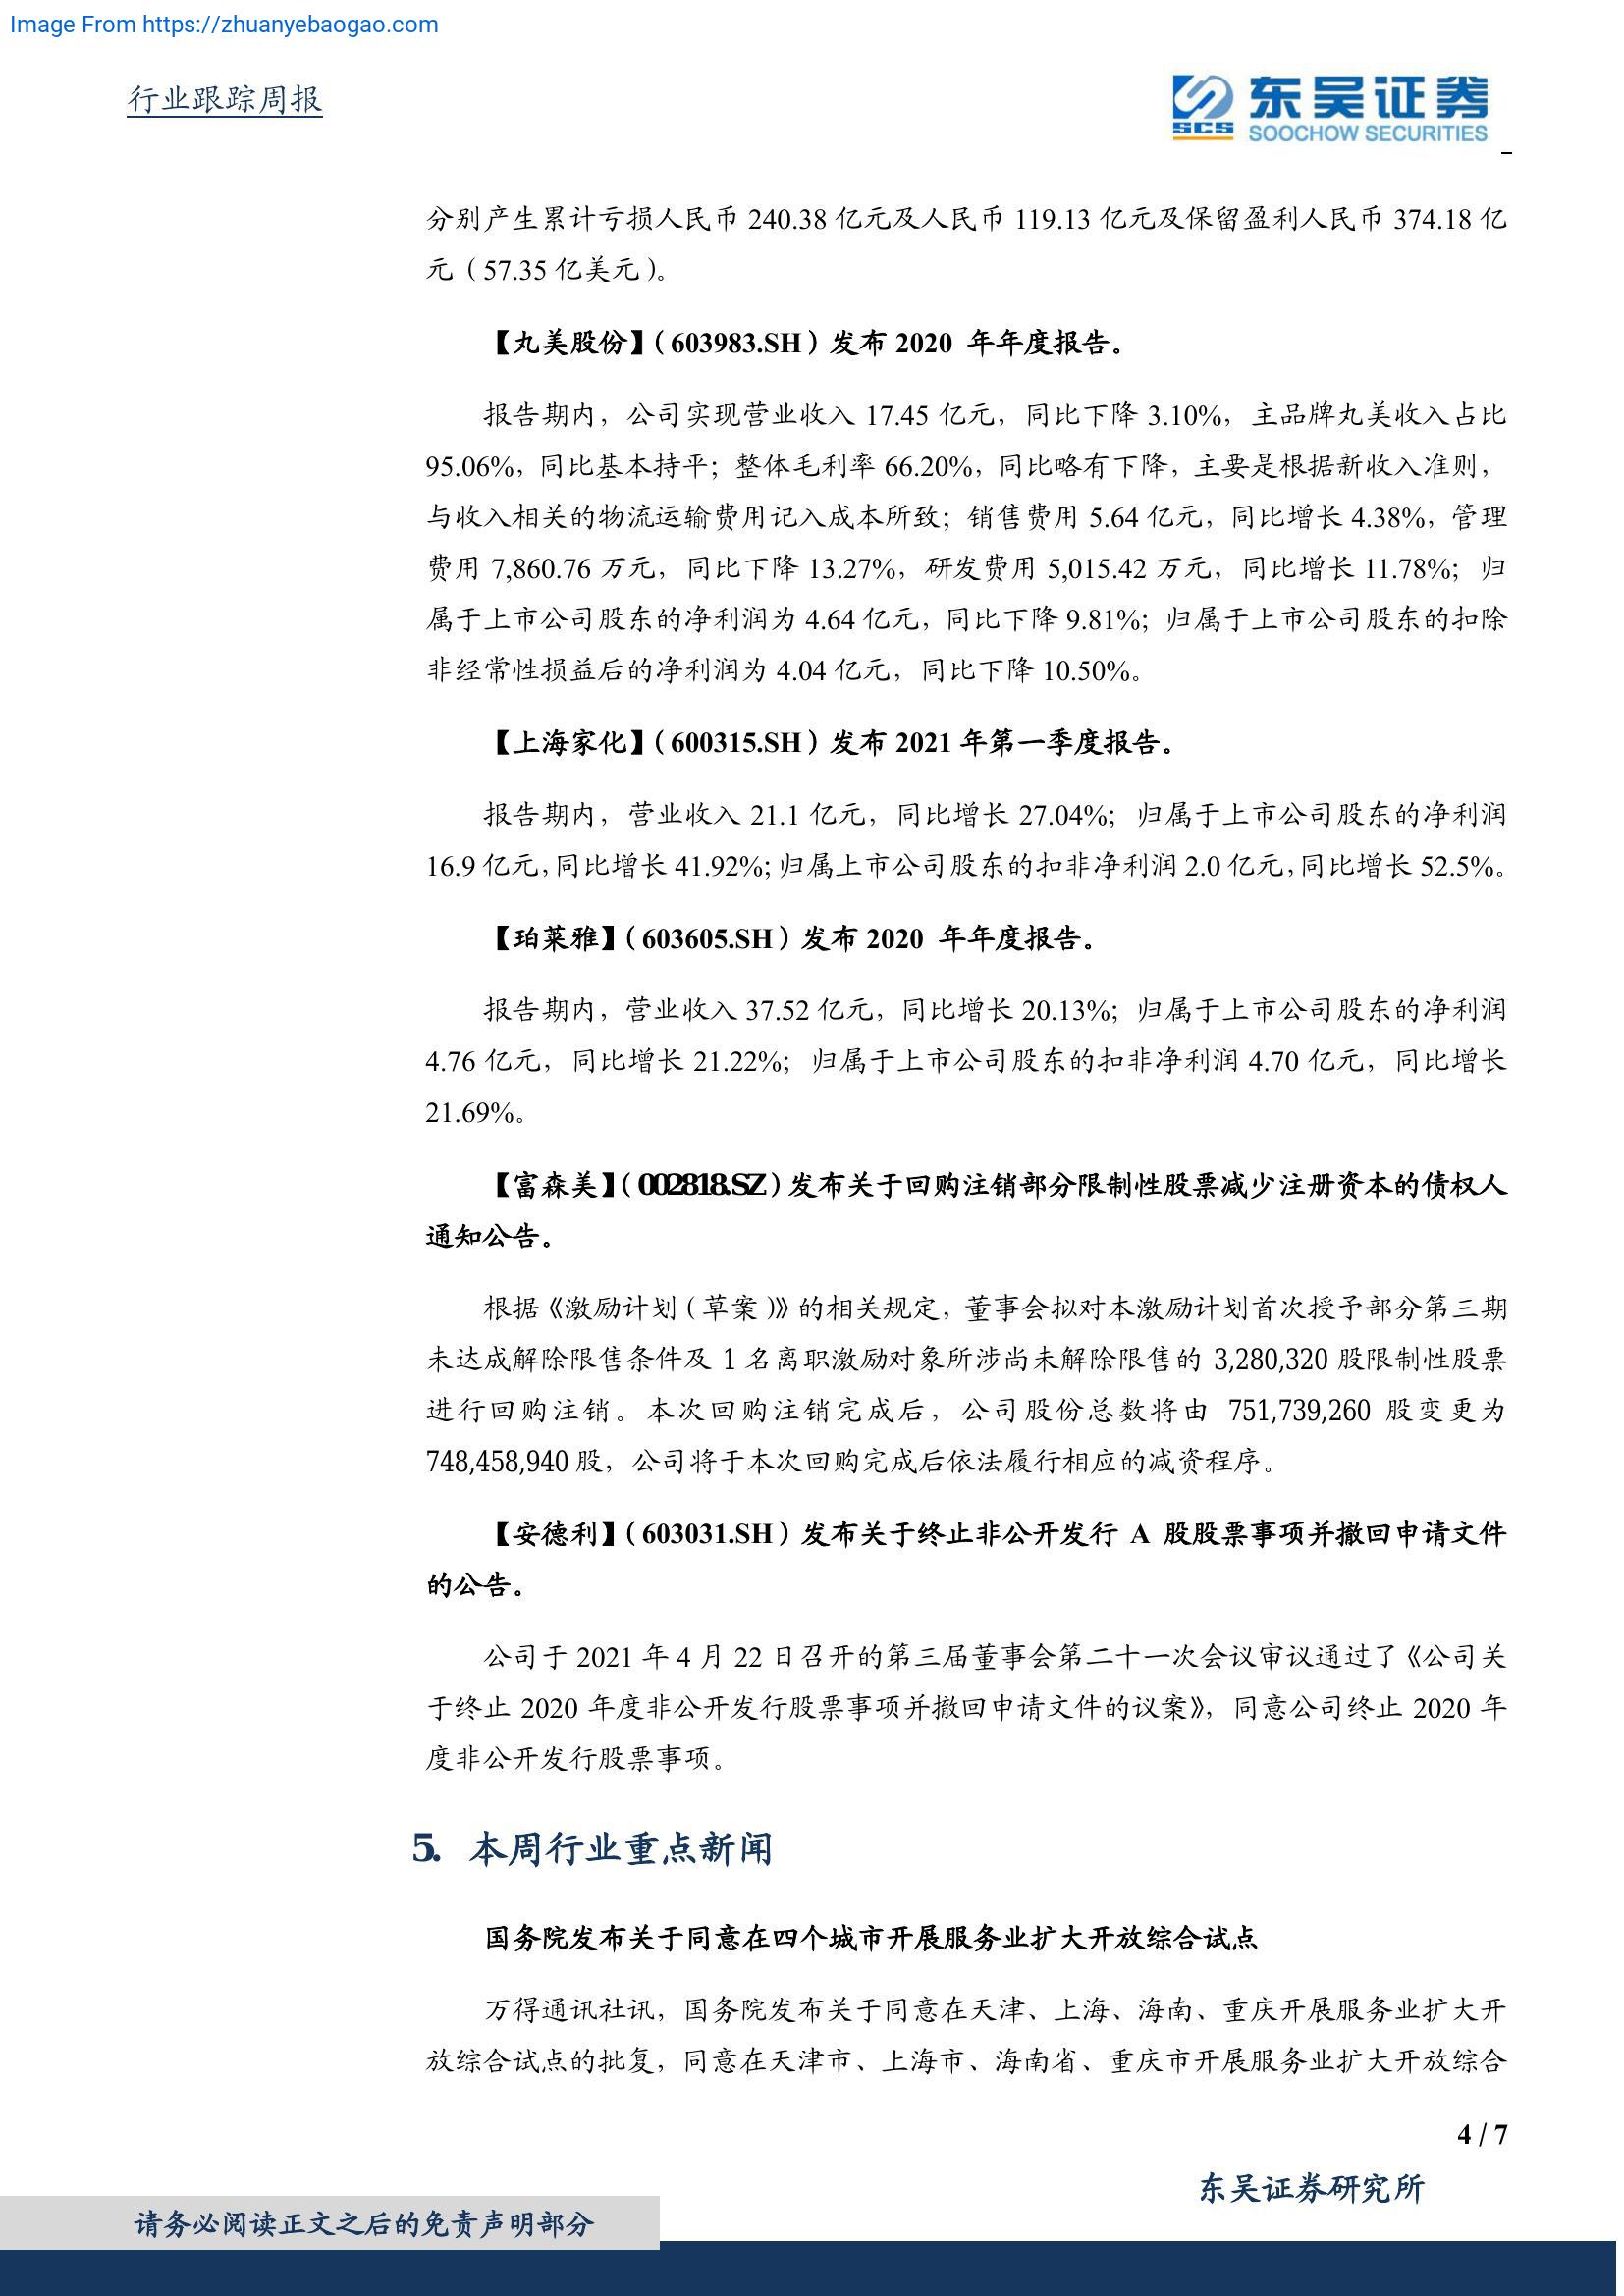 Image From https://zhuanyebaogao.com
行业跟踪周报
东吴证券
SCS
SOOCHOW SECURITIES
分别产生累计亏损人民币 240.38 亿元及人民币 119.13 亿元及保留盈利人民币 374.18 亿
元（57.35 亿美元）。
【丸美股份】（603983.SH）发布 2020 年年度报告。
报告期内，公司实现营业收入 17.45 亿元，同比下降 3.10%，主品牌丸美收入占比
95.06%，同比基本持平；整体毛利率 66.20%，同比略有下降，主要是根据新收入准则，
与收入相关的物流运输费用记入成本所致；销售费用 5.64 亿元，同比增长 4.38%，管理
费用 7,860.76 万元，同比下降 13.27%，研发费用 5,015.42 万元，同比增长 11.78%；归
属于上市公司股东的净利润为 4.64 亿元，同比下降 9.81%；归属于上市公司股东的扣除
非经常性损益后的净利润为 4.04 亿元，同比下降 10.50%。
【上海家化】（600315.SH）发布 2021 年第一季度报告。
报告期内，营业收入 21.1 亿元，同比增长 27.04%；归属于上市公司股东的净利润
16.9 亿元，同比增长 41.92%；归属上市公司股东的扣非净利润 2.0 亿元，同比增长 52.5%。
【珀莱雅】（603605.SH）发布 2020 年年度报告。
报告期内，营业收入 37.52 亿元，同比增长 20.13%；归属于上市公司股东的净利润
4.76 亿元，同比增长 21.22%；归属于上市公司股东的扣非净利润 4.70 亿元，同比增长
21.69%。
【富森美】（002818.SZ）发布关于回购注销部分限制性股票减少注册资本的债权人
通知公告。
根据《激励计划（草案）》的相关规定，董事会拟对本激励计划首次授予部分第三期
未达成解除限售条件及 1 名离职激励对象所涉尚未解除限售的 3,280,320 股限制性股票
进行回购注销。本次回购注销完成后，公司股份总数将由 751,739,260 股变更为
748,458,940 股，公司将于本次回购完成后依法履行相应的减资程序。
【安德利】（603031.SH）发布关于终止非公开发行 A 股股票事项并撤回申请文件
的公告。
公司于 2021 年 4 月 22 日召开的第三届董事会第二十一次会议审议通过了《公司关
于终止 2020 年度非公开发行股票事项并撤回申请文件的议案》，同意公司终止 2020 年
度非公开发行股票事项。
5. 本周行业重点新闻
国务院发布关于同意在四个城市开展服务业扩大开放综合试点
万得通讯社讯，国务院发布关于同意在天津、上海、海南、重庆开展服务业扩大开
放综合试点的批复，同意在天津市、上海市、海南省、重庆市开展服务业扩大开放综合
4 / 7
东吴证券研究所
请务必阅读正文之后的免责声明部分